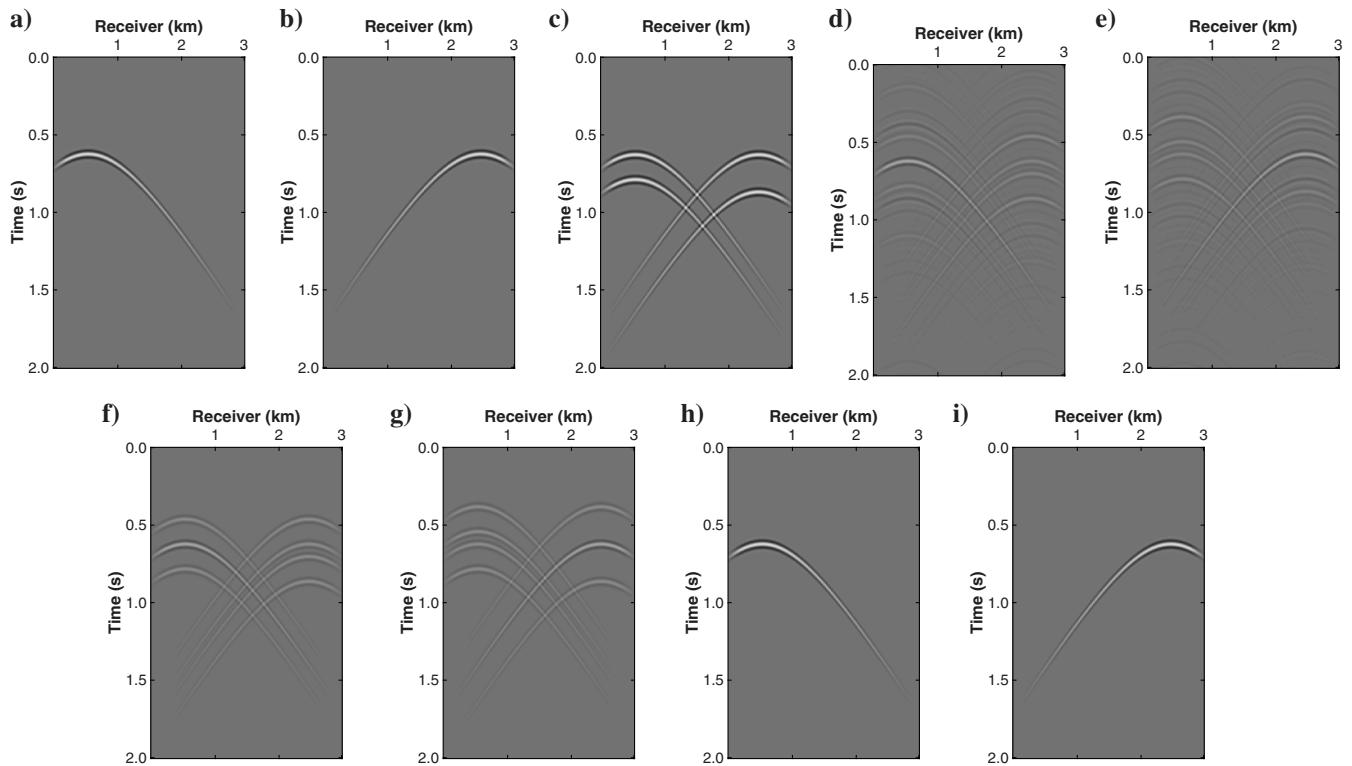 a) Receiver (km)
1 2 3
0.0
0.5
1.0
1.5
2.0
Time (s)
b) Receiver (km)
1 2 3
0.0
0.5
1.0
1.5
2.0
Time (s)
c) Receiver (km)
1 2 3
0.0
0.5
1.0
1.5
2.0
Time (s)
d) Receiver (km)
1 2 3
0.0
0.5
1.0
1.5
2.0
Time (s)
e) Receiver (km)
1 2 3
0.0
0.5
1.0
1.5
2.0
Time (s)
f) Receiver (km)
1 2 3
0.0
0.5
1.0
1.5
2.0
Time (s)
g) Receiver (km)
1 2 3
0.0
0.5
1.0
1.5
2.0
Time (s)
h) Receiver (km)
1 2 3
0.0
0.5
1.0
1.5
2.0
Time (s)
i) Receiver (km)
1 2 3
0.0
0.5
1.0
1.5
2.0
Time (s)